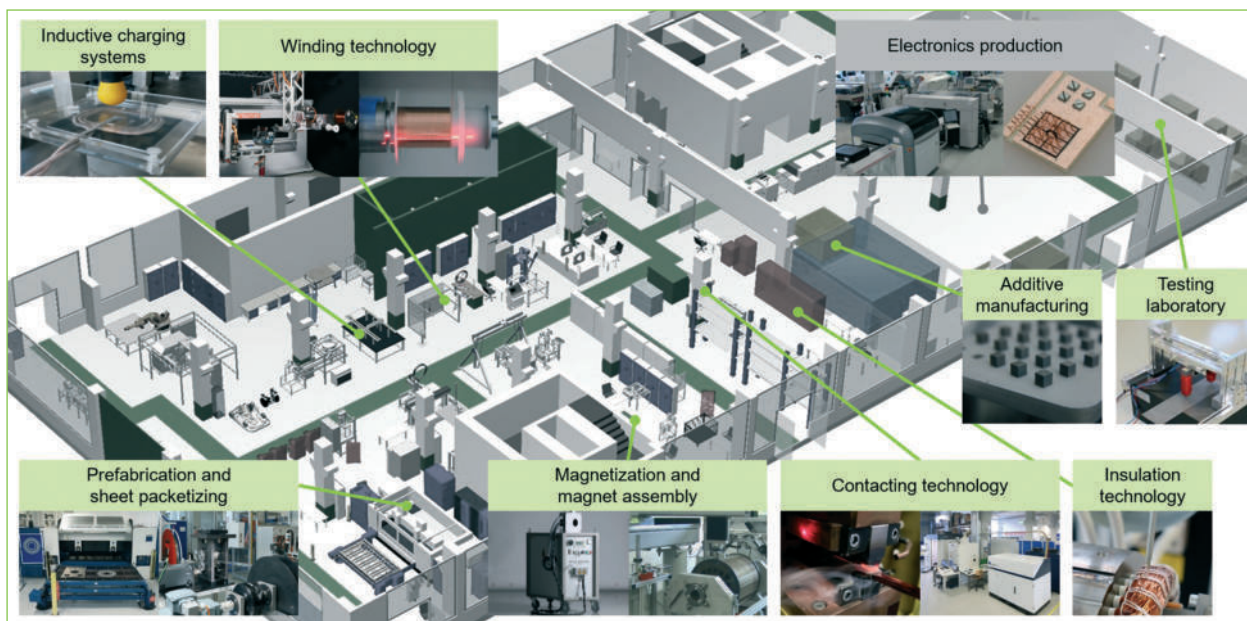 Inductive charging
systems
Winding technology
Electronics production
Additive
manufacturing
Testing
laboratory
Prefabrication and
sheet packetizing
Magnetization and
magnet assembly
Contacting technology
Insulation
technology